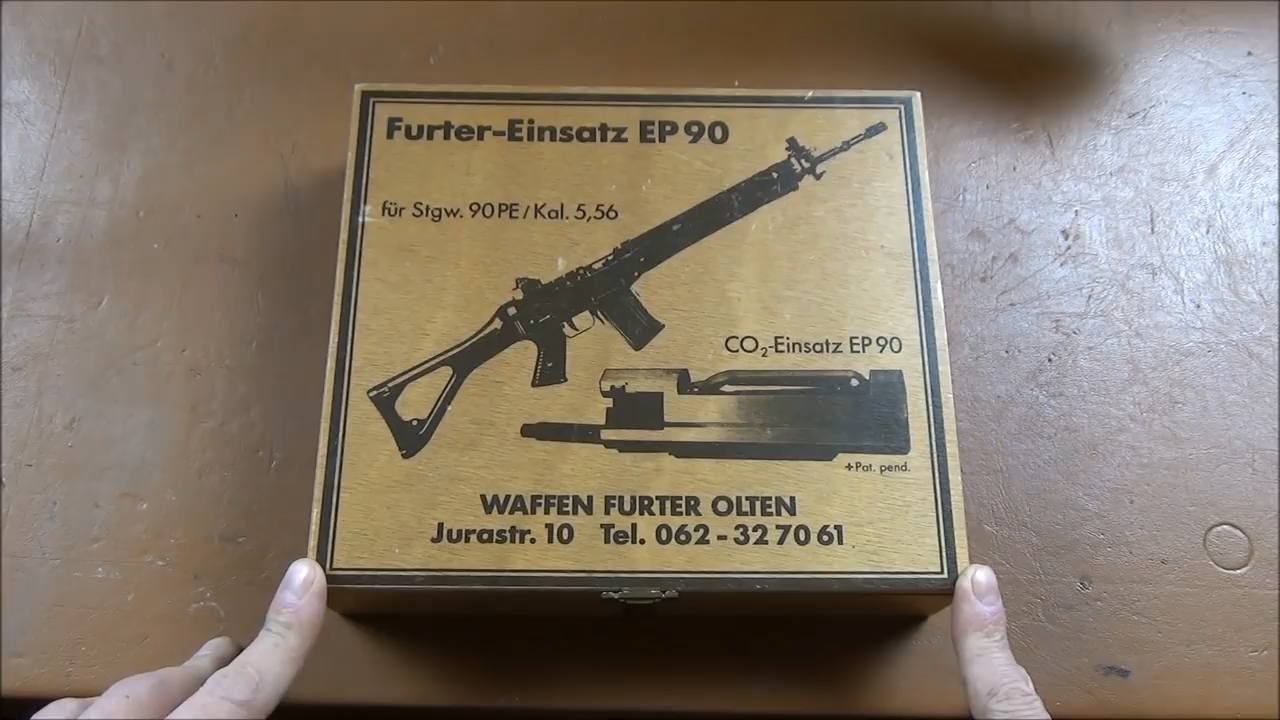 Furter-Einsatz EP 90
für Stgw. 90 PE / Kal. 5,56
CO₂-Einsatz EP 90
+Pat. pend.
WAFFEN FURTER OLTEN
Jurastr. 10 Tel. 062 - 32 70 61